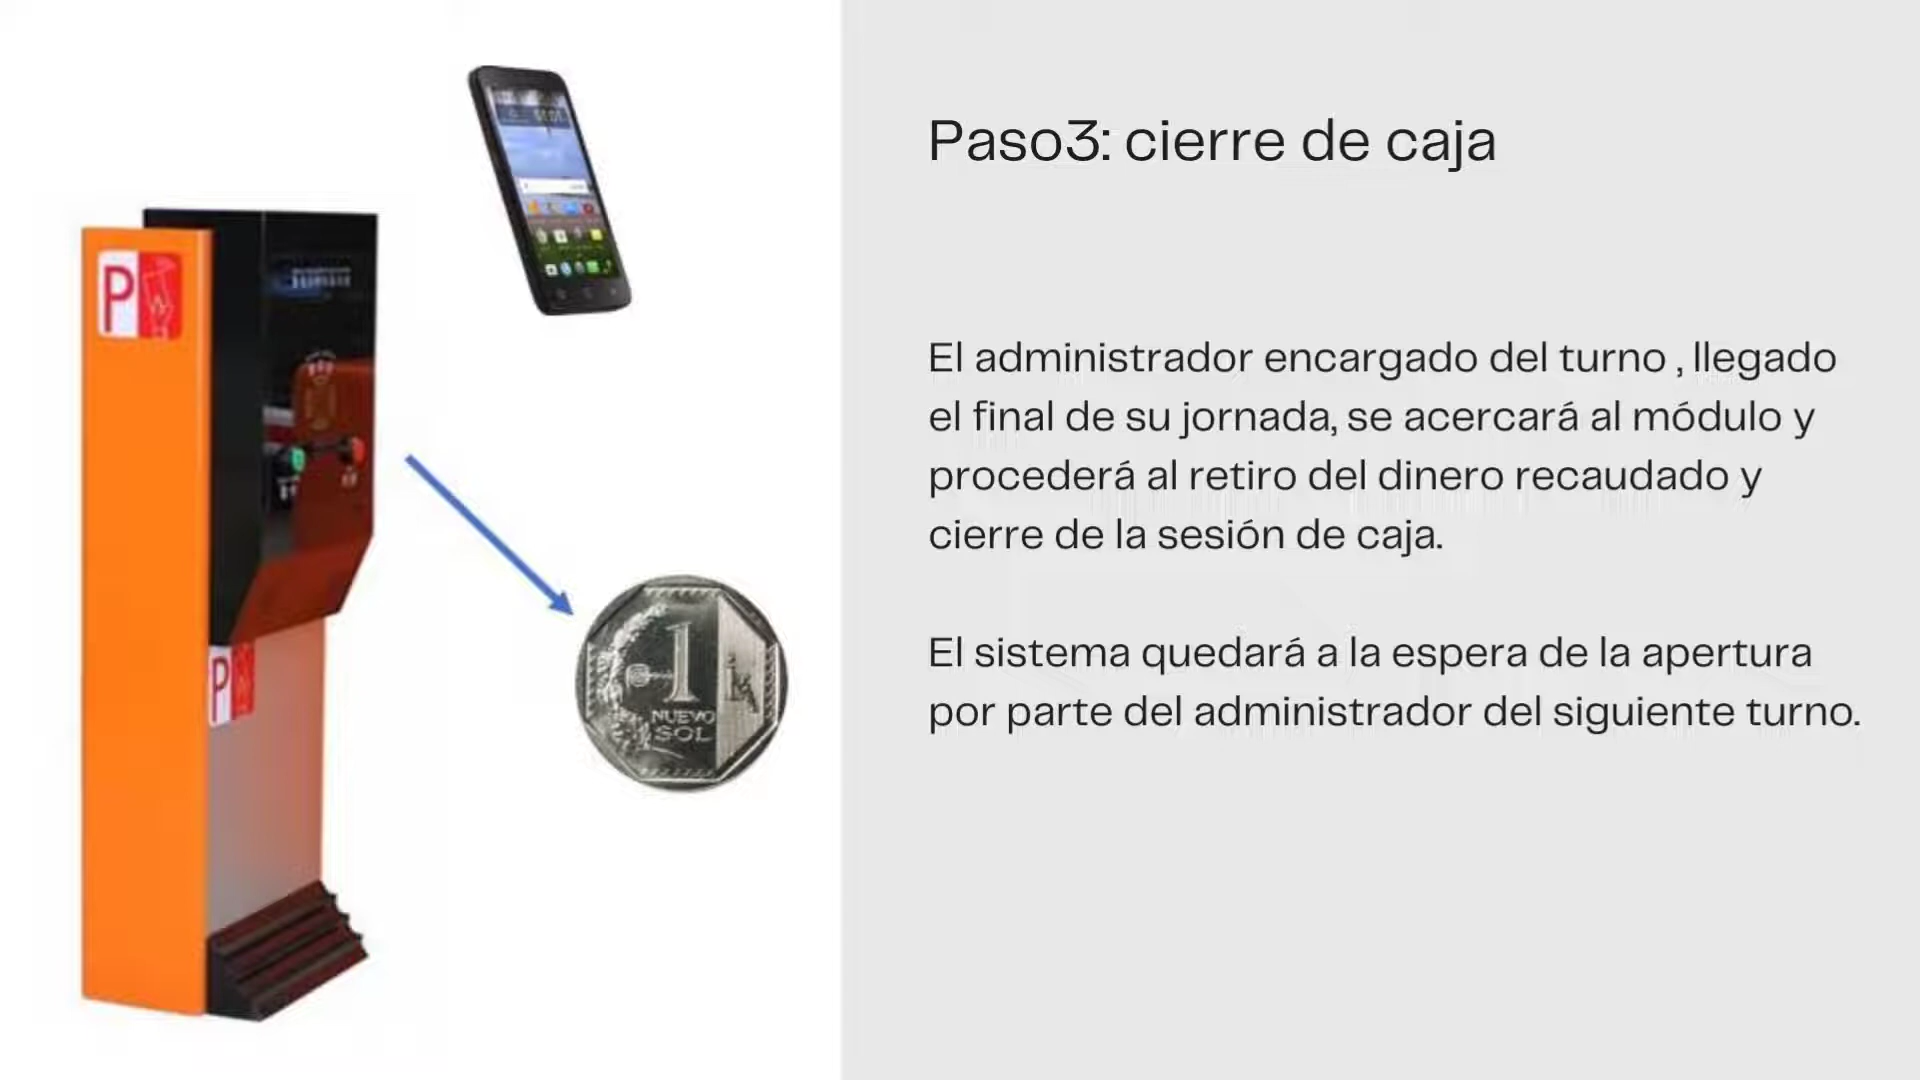 Paso3: cierre de caja
El administrador encargado del turno , llegado
el final de su jornada, se acercará al módulo y
procederá al retiro del dinero recaudado y
cierre de la sesión de caja.
El sistema quedará a la espera de la apertura
por parte del administrador del siguiente turno.
P
P
1
NUEVO
SOL